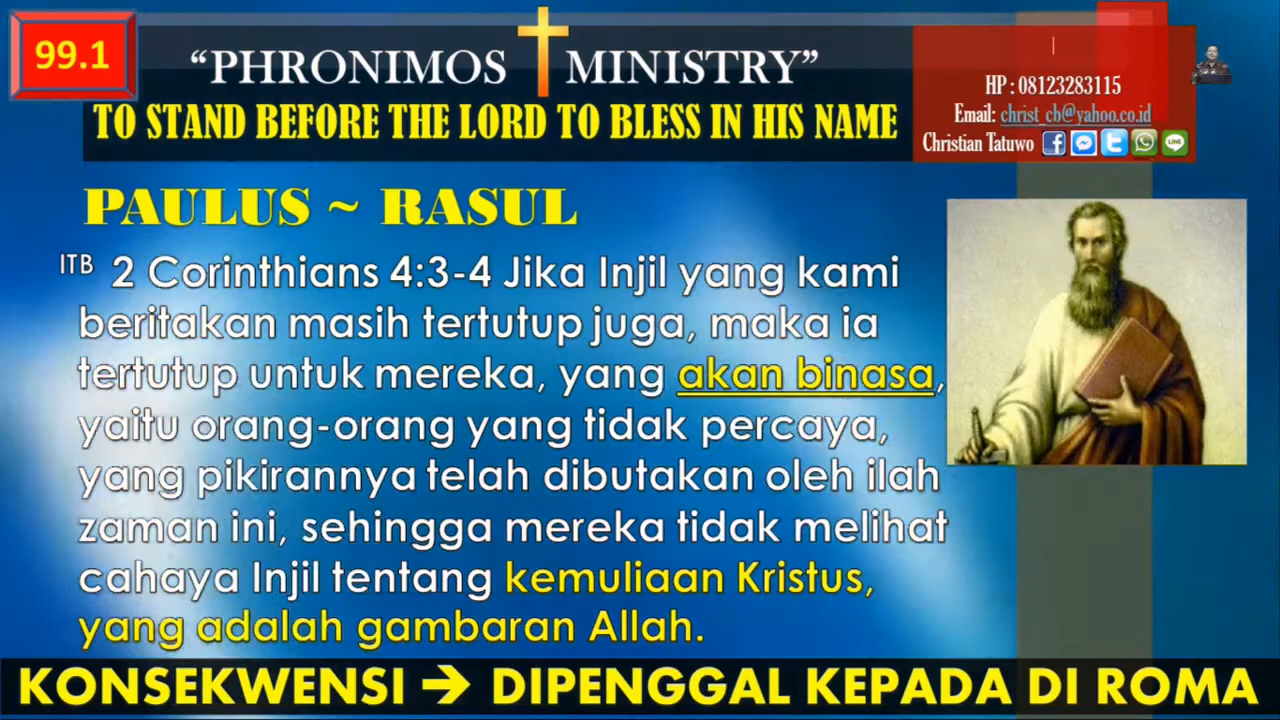 99.1
“PHRONIMOS MINISTRY”
TO STAND BEFORE THE LORD TO BLESS IN HIS NAME
HP : 08123283115
Email: christ_cb@yahoo.co.id
Christian Tatuwo
PAULUS ~ RASUL
ITB 2 Corinthians 4:3-4 Jika Injil yang kami
beritakan masih tertutup juga, maka ia
tertutup untuk mereka, yang akan binasa,
yaitu orang-orang yang tidak percaya,
yang pikirannya telah dibutakan oleh ilah
zaman ini, sehingga mereka tidak melihat
cahaya Injil tentang kemuliaan Kristus,
yang adalah gambaran Allah.
KONSEKWENSI → DIPENGGAL KEPADA DI ROMA